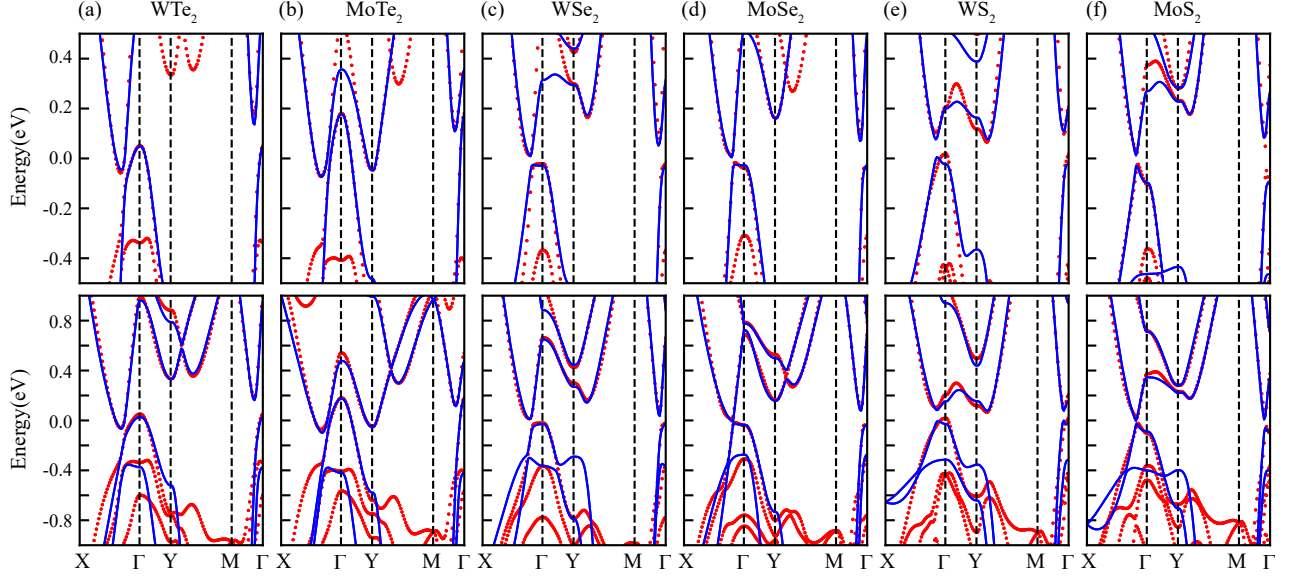 (a) WTe2 (b) MoTe2 (c) WSe2 (d) MoSe2 (e) WS2 (f) MoS2
0.4
0.2
0.0
-0.2
-0.4
Energy(eV)
0.8
0.4
0.0
-0.4
-0.8
Energy(eV)
X Γ Y M X Γ Y M X Γ Y M X Γ Y M X Γ Y M X Γ Y M Γ